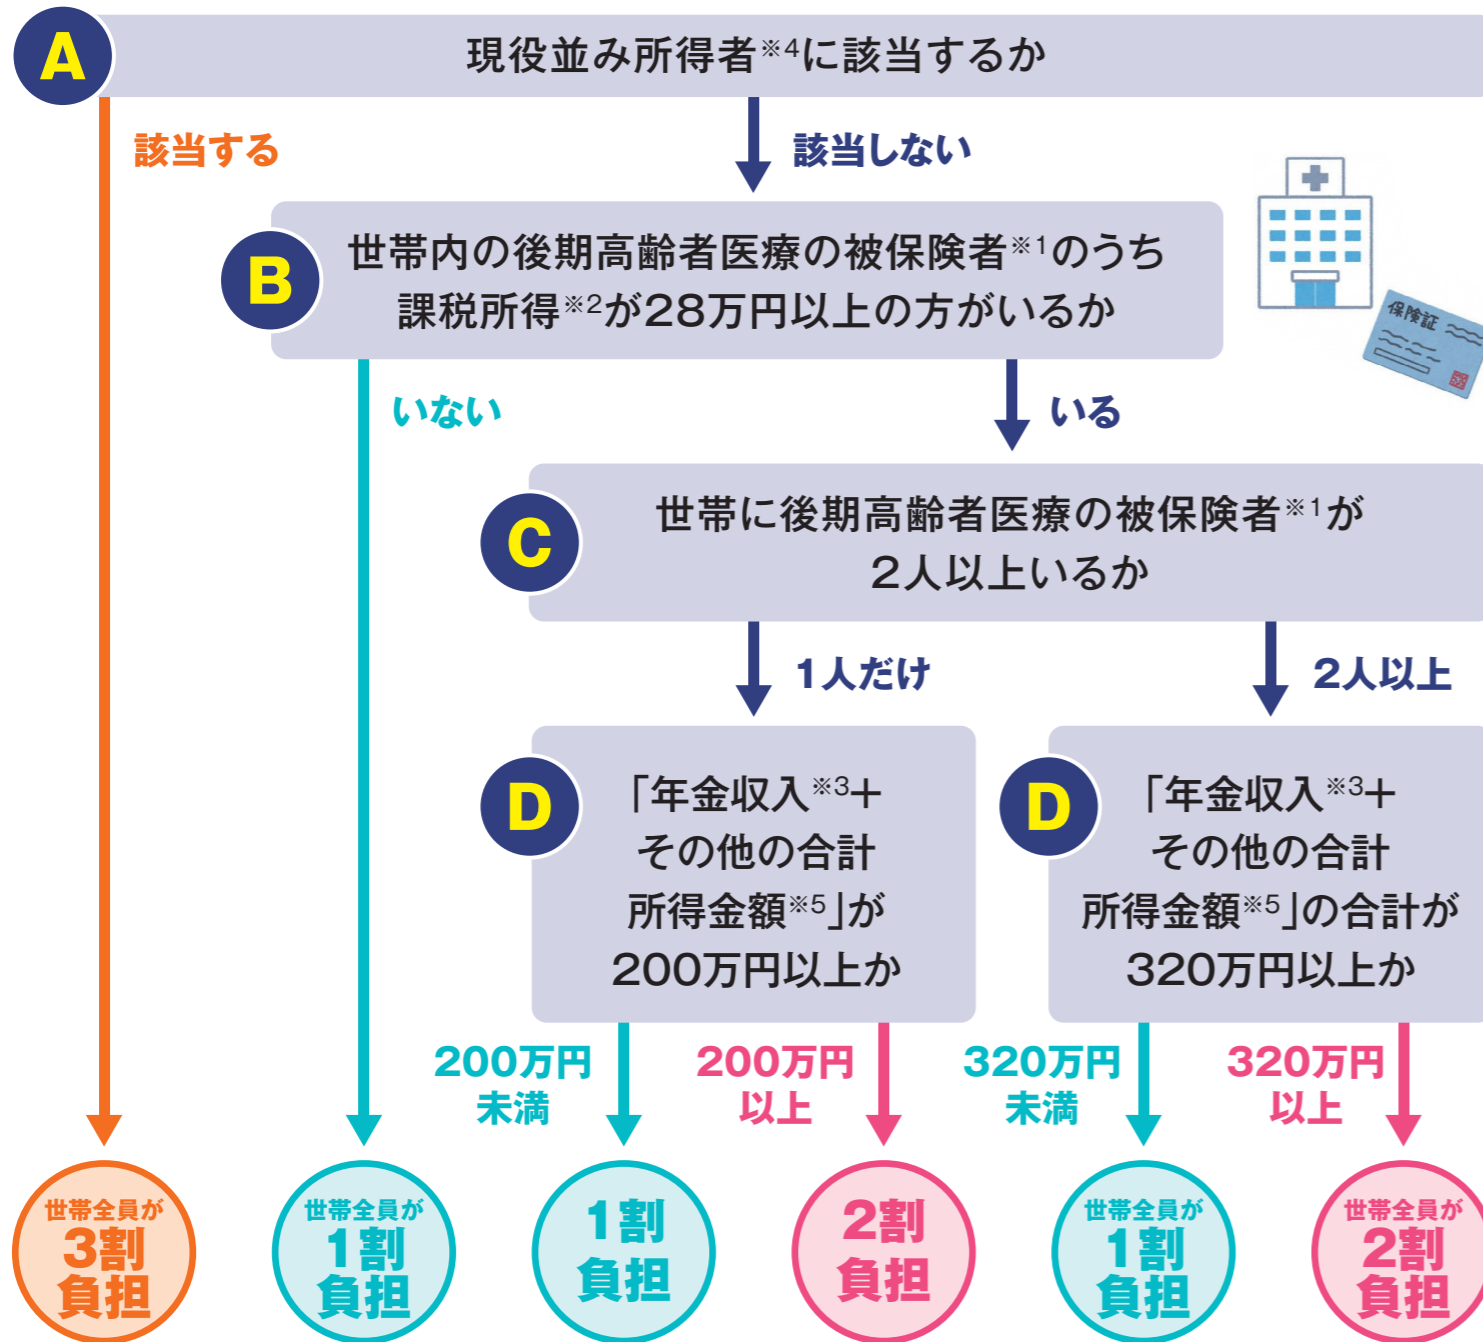 A
現役並み所得者※4に該当するか
該当する
該当しない
B
世帯内の後期高齢者医療の被保険者※1のうち
課税所得※2が28万円以上の方がいるか
保険証
いない
いる
C
世帯に後期高齢者医療の被保険者※1が
2人以上いるか
1人だけ
2人以上
D
「年金収入※3+
その他の合計
所得金額※5」が
200万円以上か
D
「年金収入※3+
その他の合計
所得金額※5」の合計が
320万円以上か
200万円
未満
200万円
以上
320万円
未満
320万円
以上
世帯全員が
3割
負担
世帯全員が
1割
負担
1割
負担
2割
負担
世帯全員が
1割
負担
世帯全員が
2割
負担